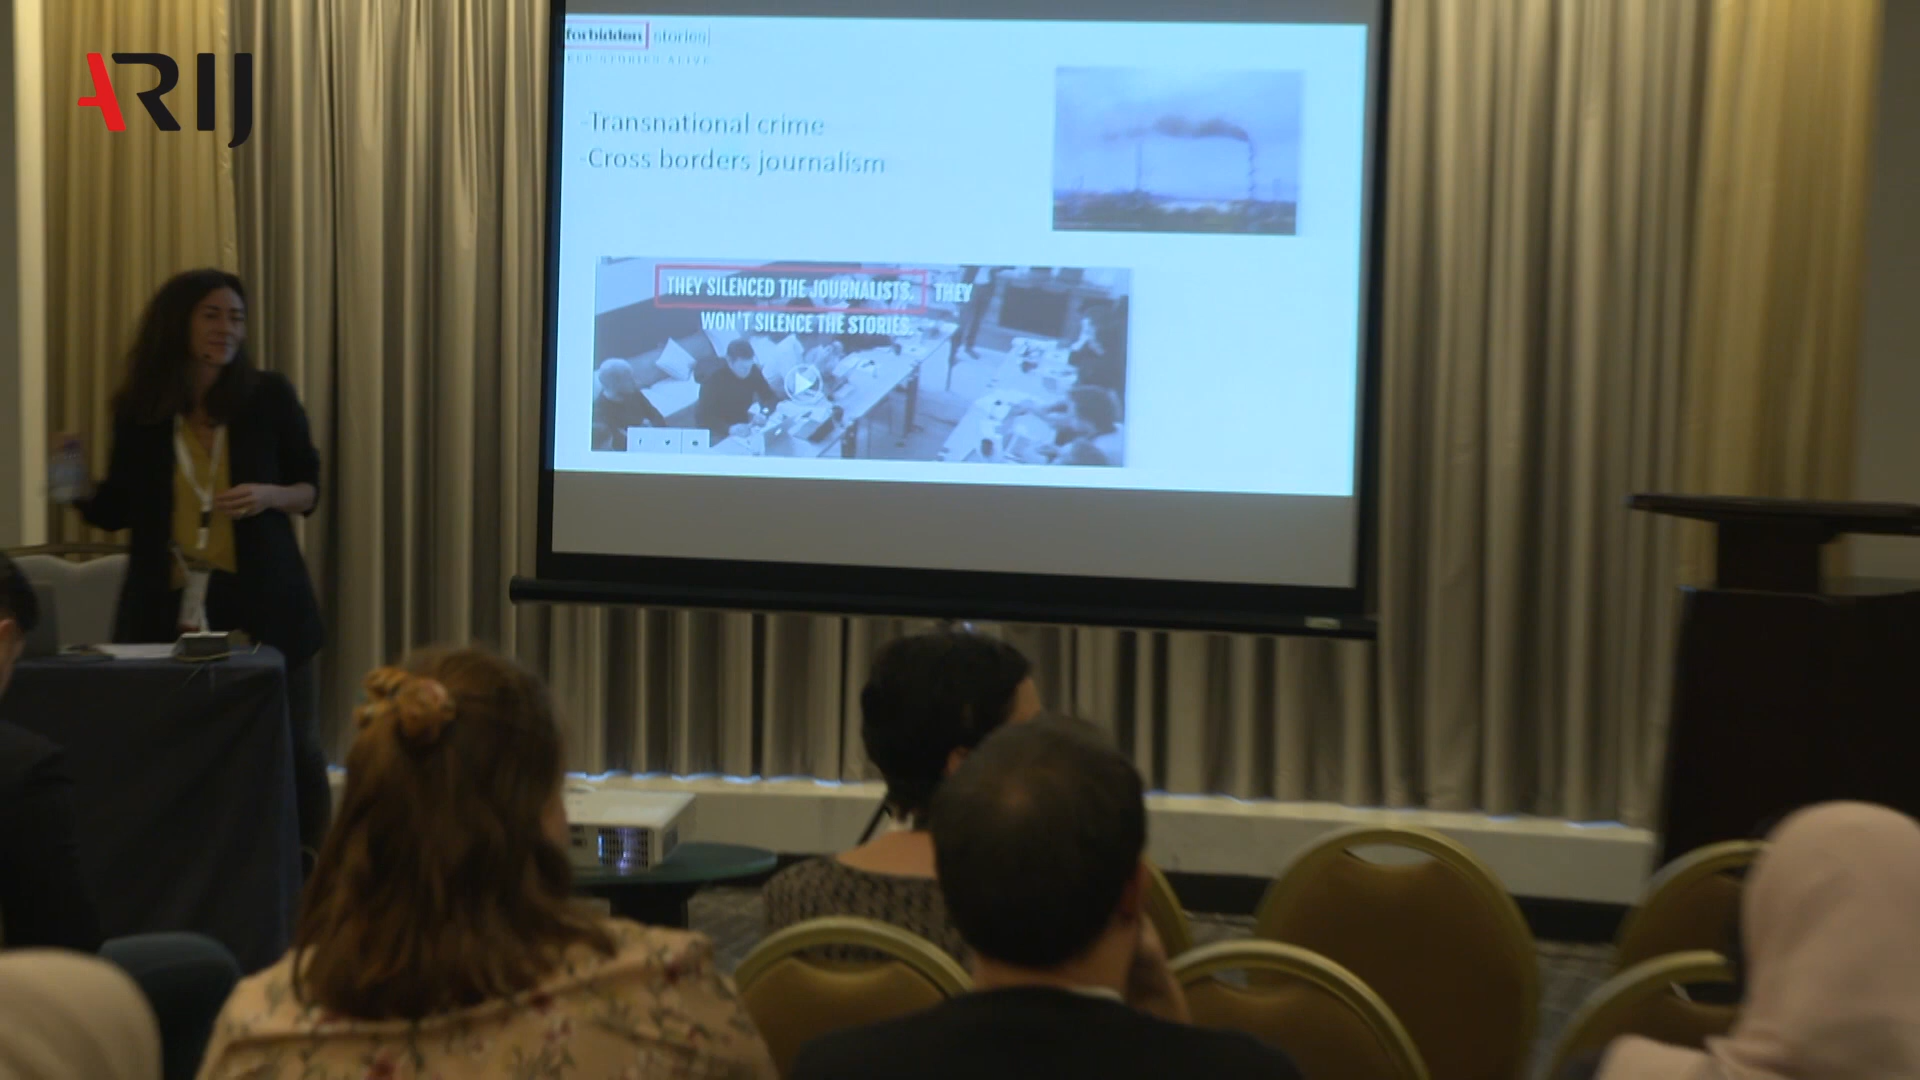 ARIJ
forbidden stories
-Transnational crime
-Cross borders journalism
THEY SILENCED THE JOURNALISTS. THEY
WON'T SILENCE THE STORIES.